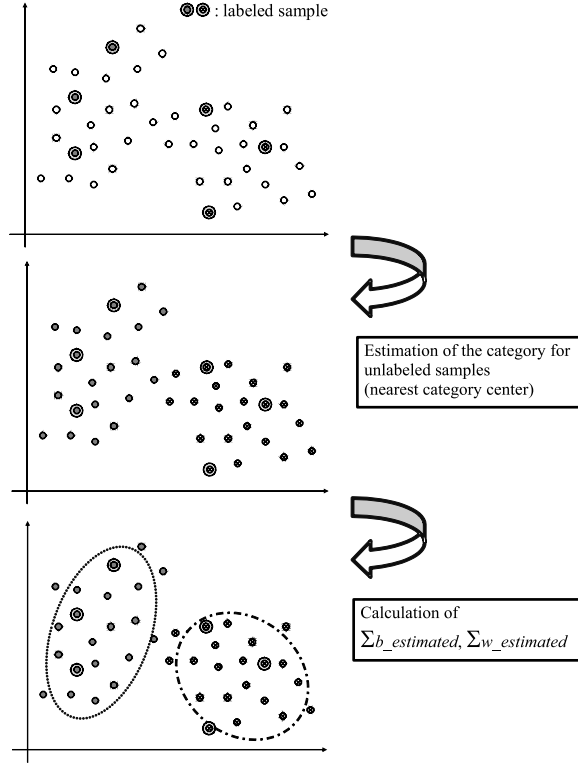 : labeled sample
Estimation of the category for
unlabeled samples
(nearest category center)
Calculation of
Σb_estimated, Σw_estimated